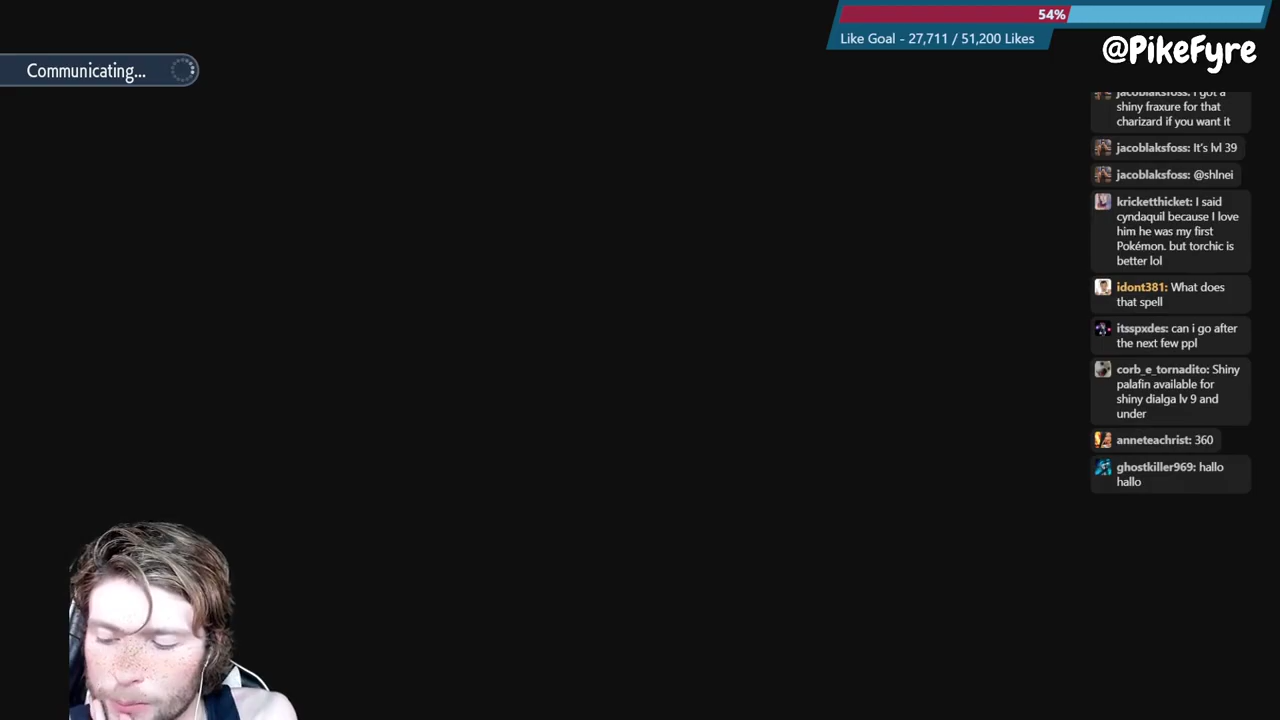 54%
Like Goal - 27,711 / 51,200 Likes
@PikeFyre
Communicating...
jacoblaksfoss: I got a
shiny fraxure for that
charizard if you want it
jacoblaksfoss: It's lvl 39
jacoblaksfoss: @shlnei
kricketthicket: I said
cyndaquil because I love
him he was my first
Pokémon. but torchic is
better lol
idont381: What does
that spell
itsspxdes: can i go after
the next few ppl
corb_e_tornadito: Shiny
palafin available for
shiny dialga lv 9 and
under
anneteachrist: 360
ghostkiller969: hallo
hallo